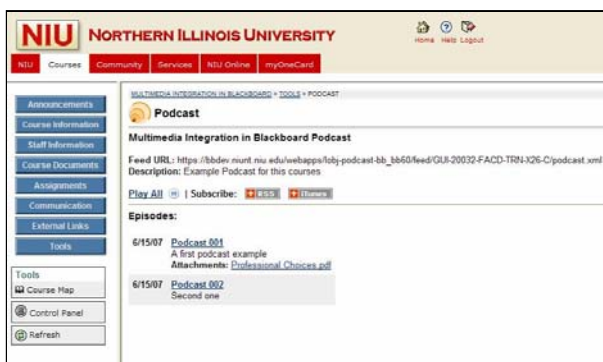 NIU NORTHERN ILLINOIS UNIVERSITY
Home Help Logout
NIU Courses Community Services NIU Online myOneCard
MULTIMEDIA INTEGRATION IN BLACKBOARD > TOOLS > PODCAST
Podcast
Multimedia Integration in Blackboard Podcast
Feed URL: https://bbdev.niunt.niu.edu/webapps/lobj-podcast-bb_bb60/feed/GUI-20032-FACD-TRN-X26-C/podcast.xml
Description: Example Podcast for this courses
Play All | Subscribe: RSS iTunes
Episodes:
6/15/07 Podcast 001
A first podcast example
Attachments: Professional Choices.pdf
6/15/07 Podcast 002
Second one
Announcements
Course Information
Staff Information
Course Documents
Assignments
Communication
External Links
Tools
Tools
Course Map
Control Panel
Refresh